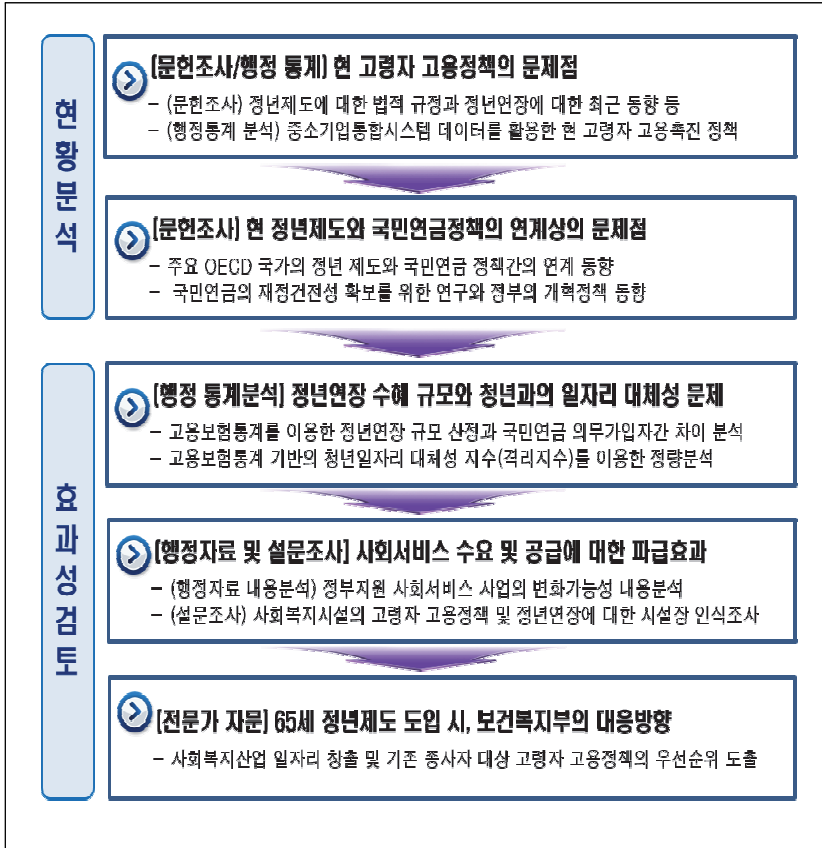 현황분석
[문헌조사/행정 통계] 현 고령자 고용정책의 문제점
– (문헌조사) 정년제도에 대한 법적 규정과 정년연장에 대한 최근 동향 등
– (행정통계 분석) 중소기업통합시스템 데이터를 활용한 현 고령자 고용촉진 정책
[문헌조사] 현 정년제도와 국민연금정책의 연계상의 문제점
– 주요 OECD 국가의 정년 제도와 국민연금 정책간의 연계 동향
– 국민연금의 재정건전성 확보를 위한 연구와 정부의 개혁정책 동향
효과성검토
[행정 통계분석] 정년연장 수혜 규모와 청년과의 일자리 대체성 문제
– 고용보험통계를 이용한 정년연장 규모 산정과 국민연금 의무가입자간 차이 분석
– 고용보험통계 기반의 청년일자리 대체성 지수(격리지수)를 이용한 정량분석
[행정자료 및 설문조사] 사회서비스 수요 및 공급에 대한 파급효과
– (행정자료 내용분석) 정부지원 사회서비스 사업의 변화가능성 내용분석
– (설문조사) 사회복지시설의 고령자 고용정책 및 정년연장에 대한 시설장 인식조사
[전문가 자문] 65세 정년제도 도입 시, 보건복지부의 대응방향
– 사회복지산업 일자리 창출 및 기존 종사자 대상 고령자 고용정책의 우선순위 도출